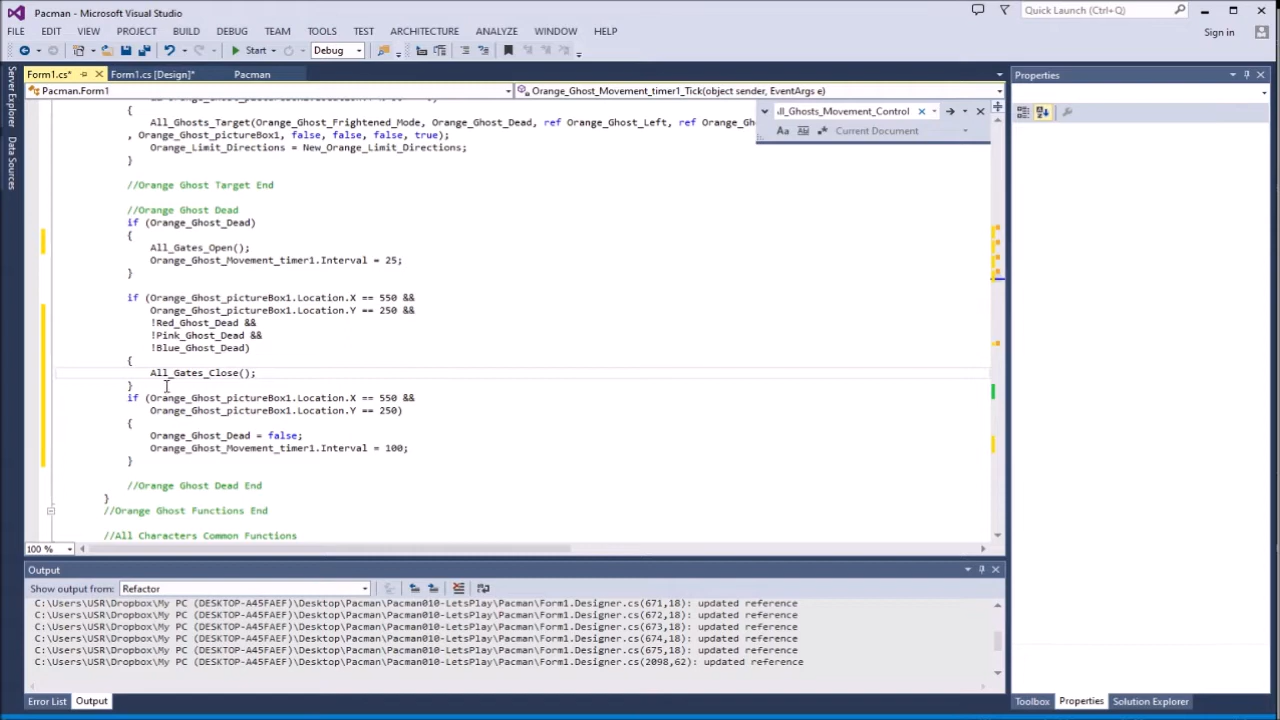 Pacman - Microsoft Visual Studio
Quick Launch (Ctrl+Q)
FILE EDIT VIEW PROJECT BUILD DEBUG TEAM TOOLS TEST ARCHITECTURE ANALYZE WINDOW HELP
Sign in
Start Debug
Form1.cs* Form1.cs [Design]* Pacman
Pacman.Form1 Orange_Ghost_Movement_timer1_Tick(object sender, EventArgs e)
ll_Ghosts_Movement_Control
Aa Current Document
{
All_Ghosts_Target(Orange_Ghost_Frightened_Mode, Orange_Ghost_Dead, ref Orange_Ghost_Left, ref Orange_Gho
, Orange_Ghost_pictureBox1, false, false, false, true);
Orange_Limit_Directions = New_Orange_Limit_Directions;
}
//Orange Ghost Target End
//Orange Ghost Dead
if (Orange_Ghost_Dead)
{
All_Gates_Open();
Orange_Ghost_Movement_timer1.Interval = 25;
}
if (Orange_Ghost_pictureBox1.Location.X == 550 &&
Orange_Ghost_pictureBox1.Location.Y == 250 &&
!Red_Ghost_Dead &&
!Pink_Ghost_Dead &&
!Blue_Ghost_Dead)
{
All_Gates_Close();
}
if (Orange_Ghost_pictureBox1.Location.X == 550 &&
Orange_Ghost_pictureBox1.Location.Y == 250)
{
Orange_Ghost_Dead = false;
Orange_Ghost_Movement_timer1.Interval = 100;
}
//Orange Ghost Dead End
}
//Orange Ghost Functions End
//All Characters Common Functions
100 %
Output
Show output from: Refactor
C:\Users\USR\Dropbox\My PC (DESKTOP-A45FAEF)\Desktop\Pacman\Pacman010-LetsPlay\Pacman\Form1.Designer.cs(671,18): updated reference
C:\Users\USR\Dropbox\My PC (DESKTOP-A45FAEF)\Desktop\Pacman\Pacman010-LetsPlay\Pacman\Form1.Designer.cs(672,18): updated reference
C:\Users\USR\Dropbox\My PC (DESKTOP-A45FAEF)\Desktop\Pacman\Pacman010-LetsPlay\Pacman\Form1.Designer.cs(673,18): updated reference
C:\Users\USR\Dropbox\My PC (DESKTOP-A45FAEF)\Desktop\Pacman\Pacman010-LetsPlay\Pacman\Form1.Designer.cs(674,18): updated reference
C:\Users\USR\Dropbox\My PC (DESKTOP-A45FAEF)\Desktop\Pacman\Pacman010-LetsPlay\Pacman\Form1.Designer.cs(675,18): updated reference
C:\Users\USR\Dropbox\My PC (DESKTOP-A45FAEF)\Desktop\Pacman\Pacman010-LetsPlay\Pacman\Form1.Designer.cs(2098,62): updated reference
Error List Output
Server Explorer
Data Sources
Properties
Toolbox Properties Solution Explorer